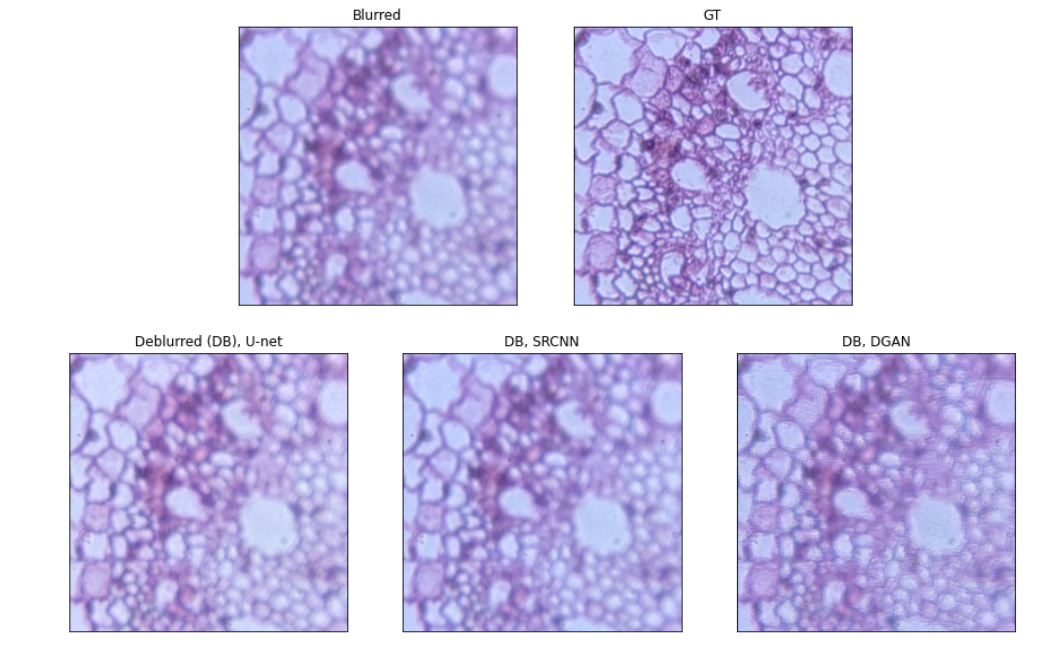 Blurred
GT
Deblurred (DB), U-net
DB, SRCNN
DB, DGAN